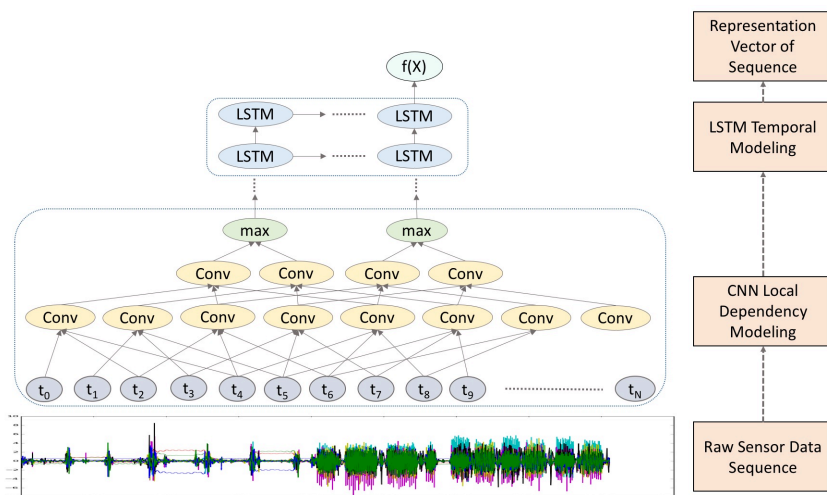 Representation
Vector of
Sequence
f(X)
LSTM LSTM
LSTM LSTM
LSTM Temporal
Modeling
max max
Conv Conv Conv Conv
Conv Conv Conv Conv Conv Conv Conv Conv
CNN Local
Dependency
Modeling
t0 t1 t2 t3 t4 t5 t6 t7 t8 t9 tN
Raw Sensor Data
Sequence